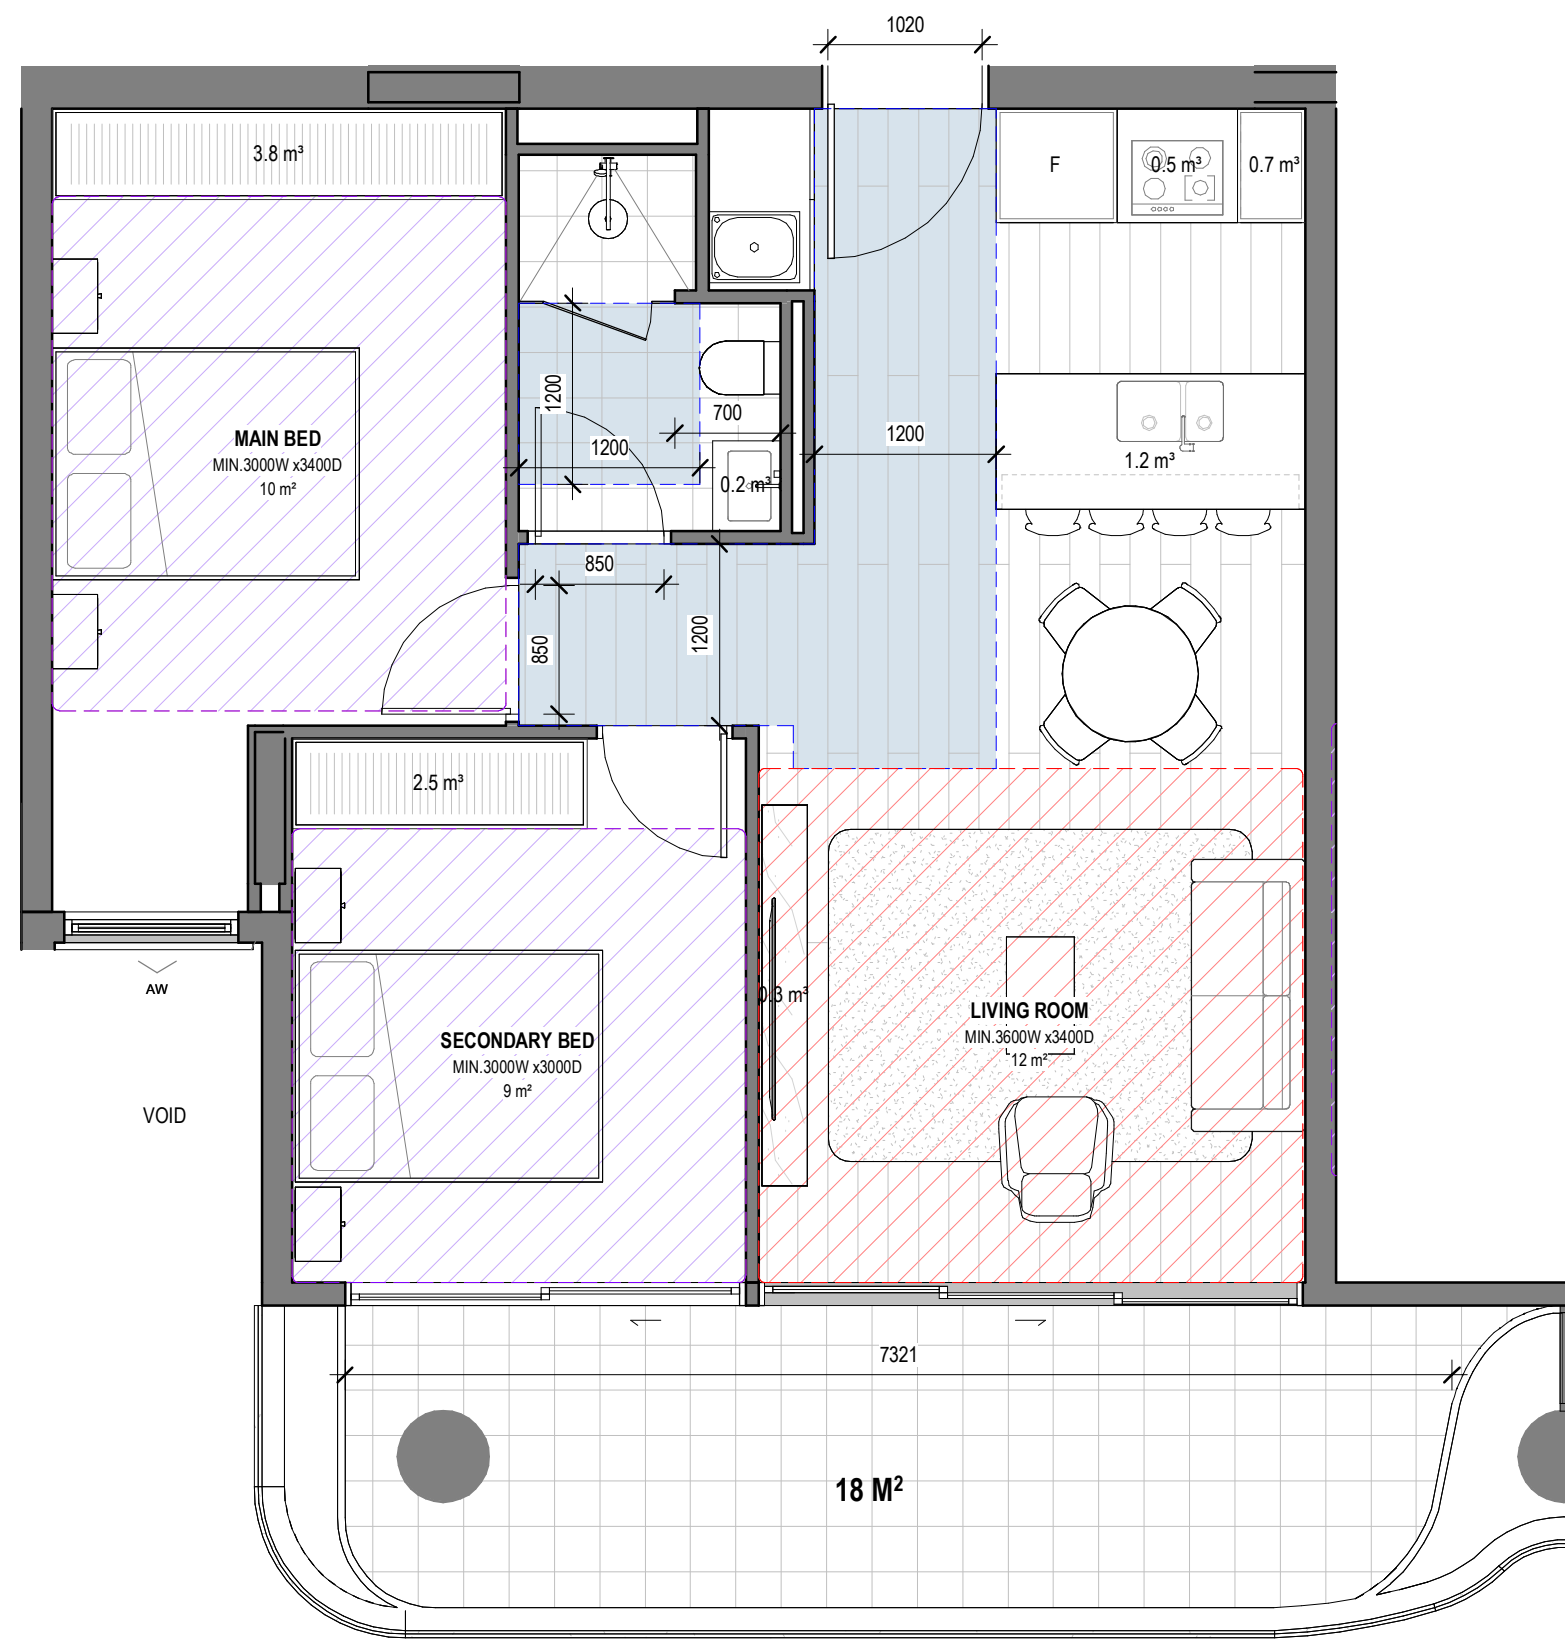 1020
3.8 m³
F
0.5 m³
0.7 m³
1200
700
1200
1200
MAIN BED
MIN.3000W x3400D
10 m²
1.2 m³
0.2 m³
850
850
1200
2.5 m³
0.3 m³
AW
LIVING ROOM
MIN.3600W x3400D
12 m²
SECONDARY BED
MIN.3000W x3000D
9 m²
VOID
7321
18 M²